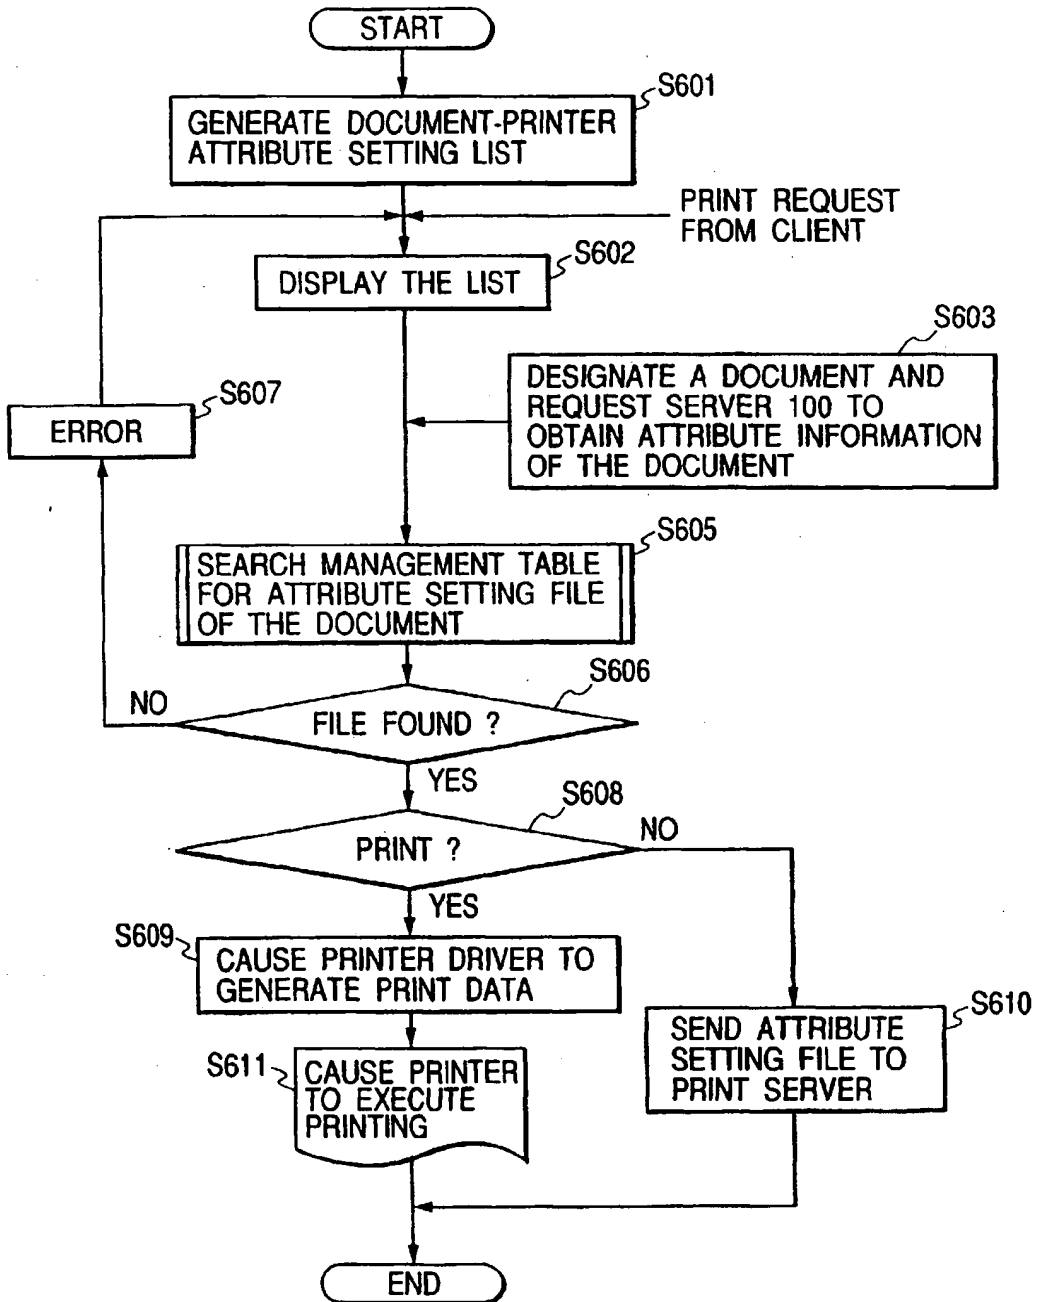 START
S601
GENERATE DOCUMENT-PRINTER
ATTRIBUTE SETTING LIST
PRINT REQUEST
FROM CLIENT
S602
DISPLAY THE LIST
S603
DESIGNATE A DOCUMENT AND
REQUEST SERVER 100 TO
OBTAIN ATTRIBUTE INFORMATION
OF THE DOCUMENT
S607
ERROR
S605
SEARCH MANAGEMENT TABLE
FOR ATTRIBUTE SETTING FILE
OF THE DOCUMENT
S606
NO
FILE FOUND ?
YES
S608
NO
PRINT ?
YES
S609
CAUSE PRINTER DRIVER TO
GENERATE PRINT DATA
S610
SEND ATTRIBUTE
SETTING FILE TO
PRINT SERVER
S611
CAUSE PRINTER
TO EXECUTE
PRINTING
END